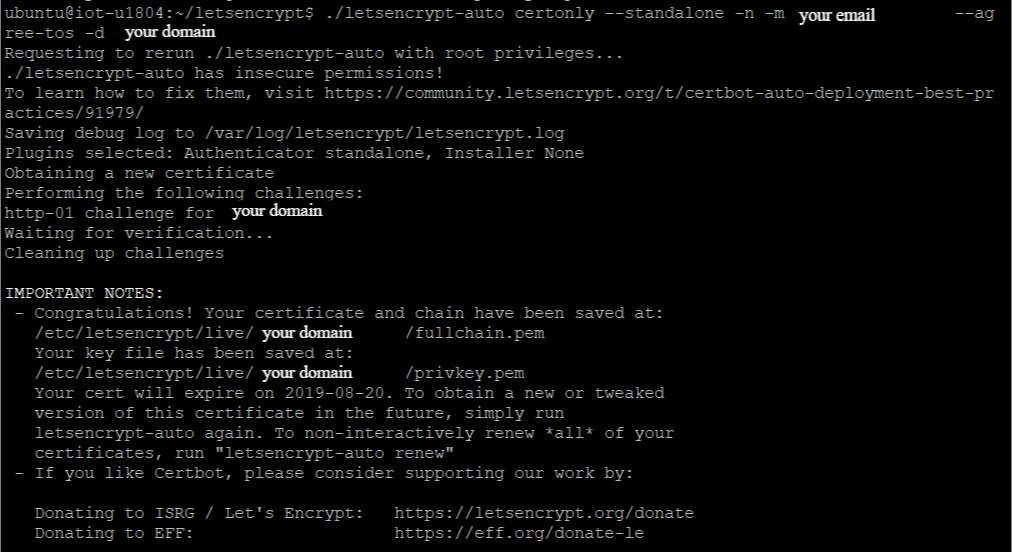 ubuntu@iot-u1804:~/letsencrypt$ ./letsencrypt-auto certonly --standalone -n -m your email --ag
ree-tos -d your domain
Requesting to rerun ./letsencrypt-auto with root privileges...
./letsencrypt-auto has insecure permissions!
To learn how to fix them, visit https://community.letsencrypt.org/t/certbot-auto-deployment-best-pr
actices/91979/
Saving debug log to /var/log/letsencrypt/letsencrypt.log
Plugins selected: Authenticator standalone, Installer None
Obtaining a new certificate
Performing the following challenges:
http-01 challenge for your domain
Waiting for verification...
Cleaning up challenges
IMPORTANT NOTES:
- Congratulations! Your certificate and chain have been saved at:
/etc/letsencrypt/live/ your domain /fullchain.pem
Your key file has been saved at:
/etc/letsencrypt/live/ your domain /privkey.pem
Your cert will expire on 2019-08-20. To obtain a new or tweaked
version of this certificate in the future, simply run
letsencrypt-auto again. To non-interactively renew *all* of your
certificates, run "letsencrypt-auto renew"
- If you like Certbot, please consider supporting our work by:
Donating to ISRG / Let's Encrypt: https://letsencrypt.org/donate
Donating to EFF: https://eff.org/donate-le